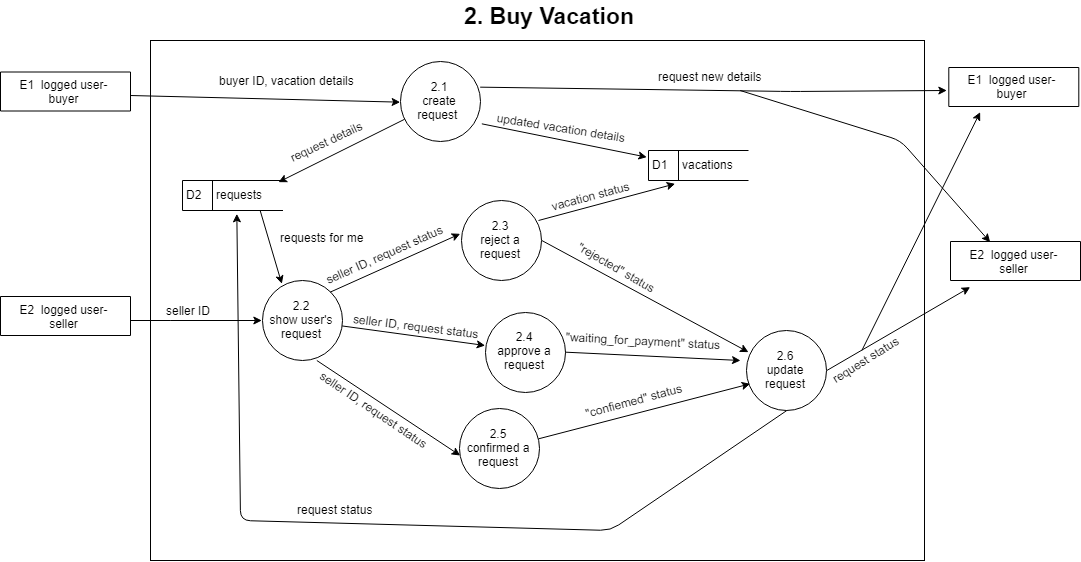 2. Buy Vacation
E1 logged user-
buyer
buyer ID, vacation details
2.1
create
request
request new details
E1 logged user-
buyer
request details
updated vacation details
D1 vacations
D2 requests
vacation status
requests for me
seller ID, request status
2.3
reject a
request
"rejected" status
E2 logged user-
seller
E2 logged user-
seller
seller ID
2.2
show user's
request
seller ID, request status
2.4
approve a
request
"waiting_for_payment" status
2.6
update
request
request status
seller ID, request status
"confiemed" status
2.5
confirmed a
request
request status